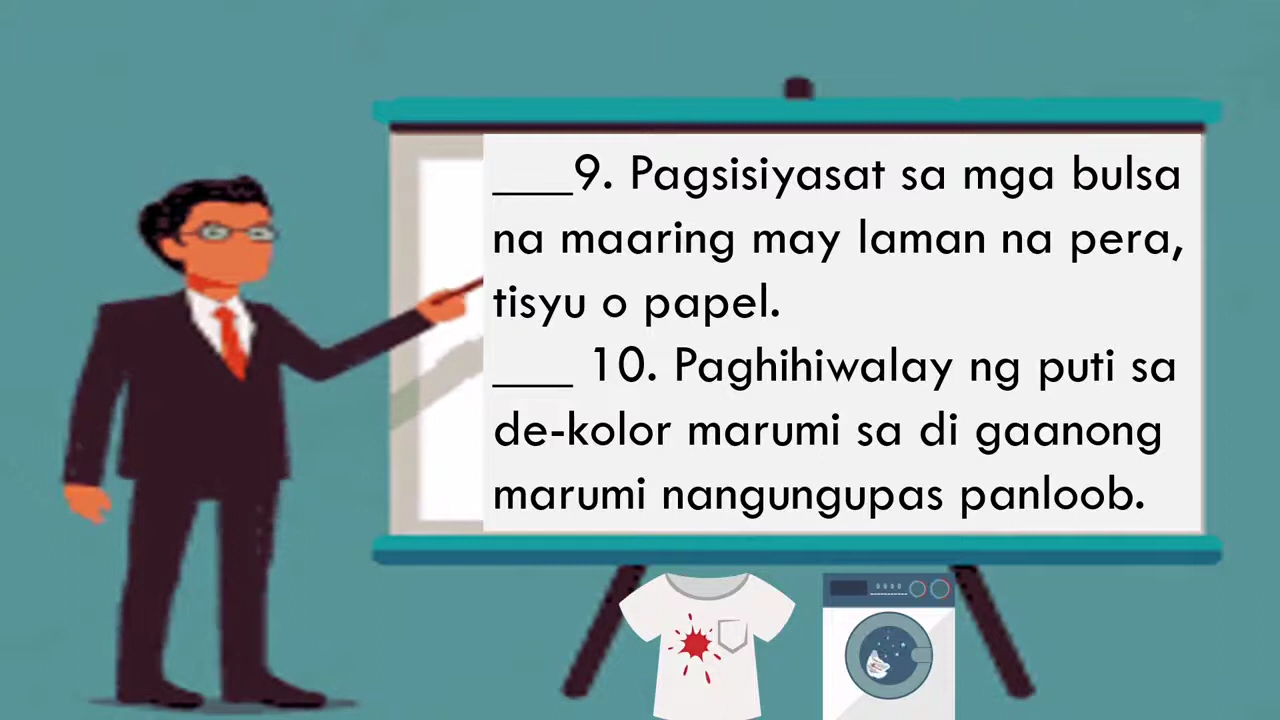 ___9. Pagsisiyasat sa mga bulsa
na maaring may laman na pera,
tisyu o papel.
___ 10. Paghihiwalay ng puti sa
de-kolor marumi sa di gaanong
marumi nangungupas panloob.